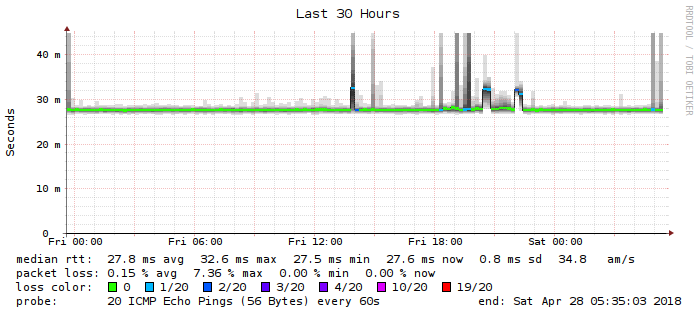 Last 30 Hours
RRDTOOL / TOBI OETIKER
Seconds
40 m
30 m
20 m
10 m
0
Fri 00:00 Fri 06:00 Fri 12:00 Fri 18:00 Sat 00:00
median rtt: 27.8 ms avg 32.6 ms max 27.5 ms min 27.6 ms now 0.8 ms sd 34.8 am/s
packet loss: 0.15 % avg 7.36 % max 0.00 % min 0.00 % now
loss color: 0 1/20 2/20 3/20 4/20 10/20 19/20
probe: 20 ICMP Echo Pings (56 Bytes) every 60s end: Sat Apr 28 05:35:03 2018